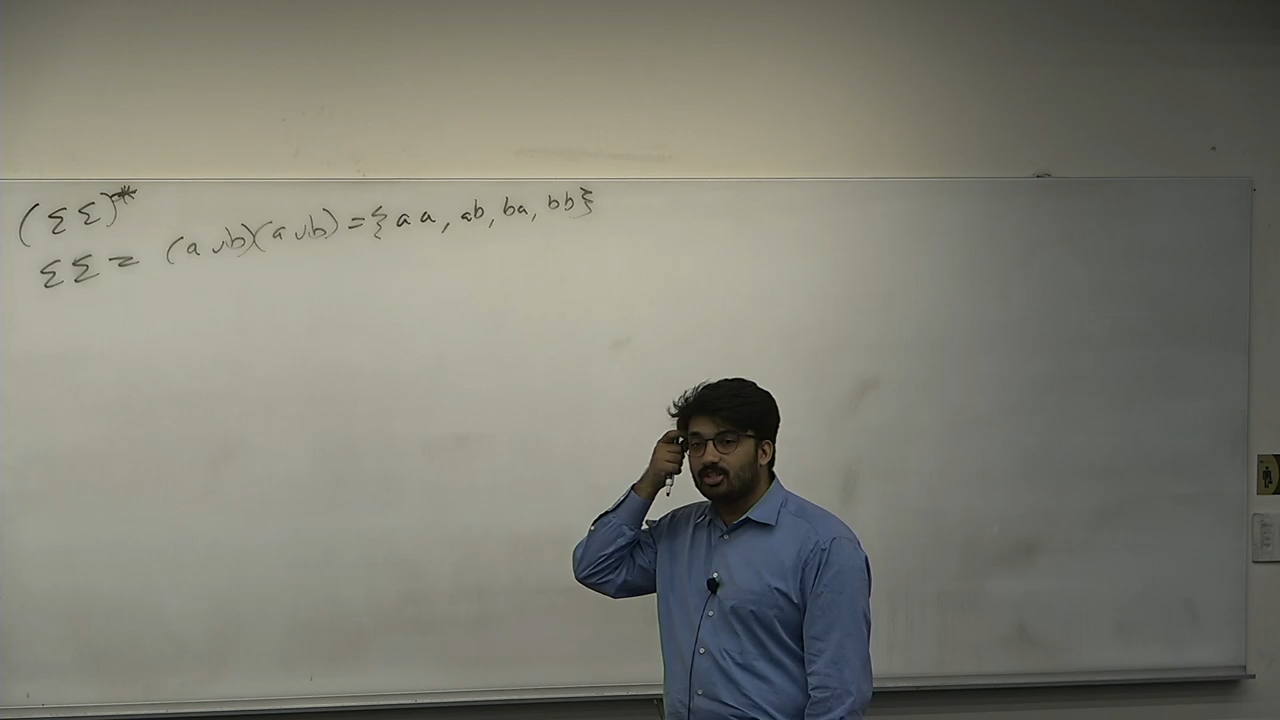 (ΣΣ)*
ΣΣ = (a∪b)(a∪b) = {aa, ab, ba, bb}